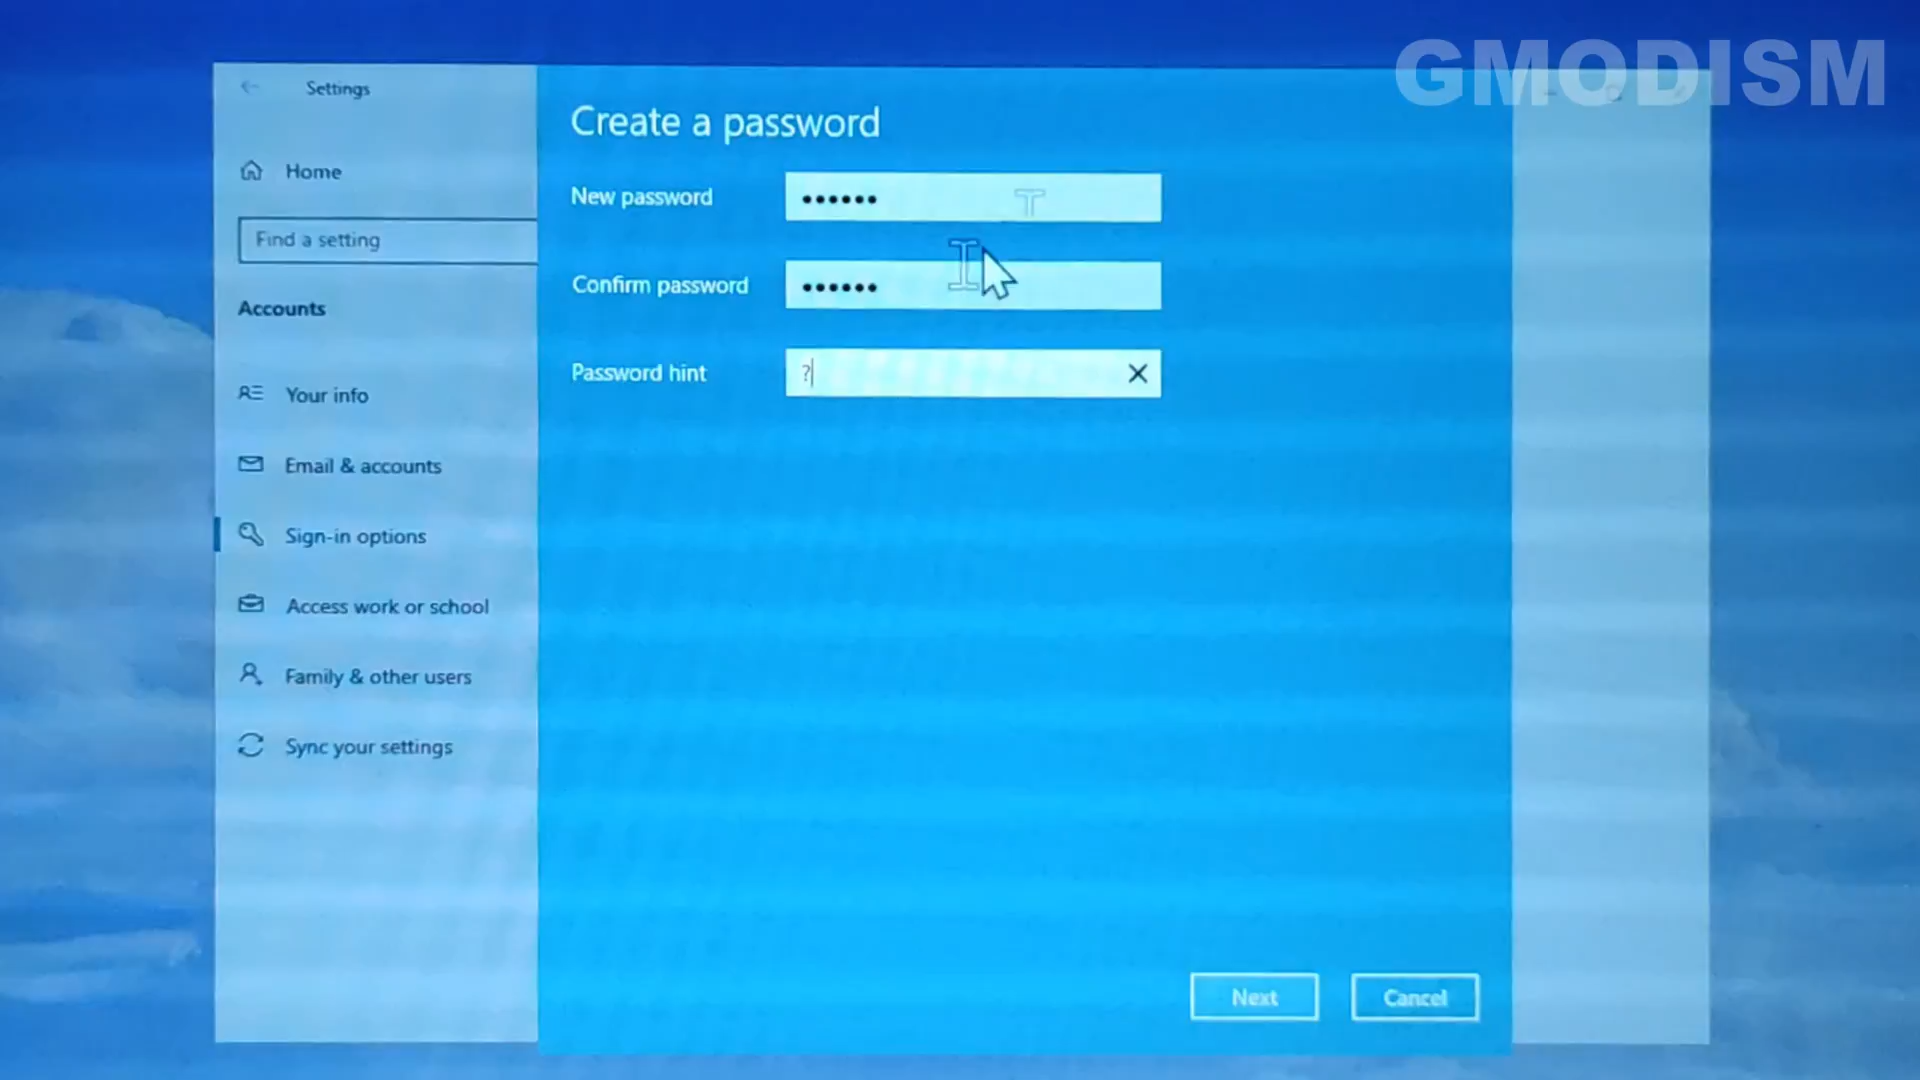 GMODISM
Settings
Home
Find a setting
Accounts
Your info
Email & accounts
Sign-in options
Access work or school
Family & other users
Sync your settings
Create a password
New password
••••••
Confirm password
••••••
Password hint
?
Next
Cancel